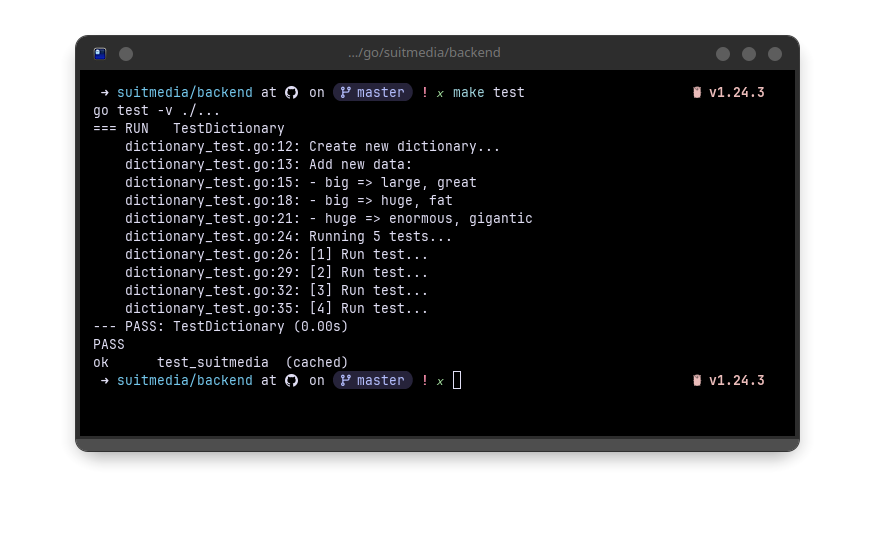 .../go/suitmedia/backend
➜ suitmedia/backend at on master ! x make test v1.24.3
go test -v ./...
=== RUN   TestDictionary
    dictionary_test.go:12: Create new dictionary...
    dictionary_test.go:13: Add new data:
    dictionary_test.go:15: - big => large, great
    dictionary_test.go:18: - big => huge, fat
    dictionary_test.go:21: - huge => enormous, gigantic
    dictionary_test.go:24: Running 5 tests...
    dictionary_test.go:26: [1] Run test...
    dictionary_test.go:29: [2] Run test...
    dictionary_test.go:32: [3] Run test...
    dictionary_test.go:35: [4] Run test...
--- PASS: TestDictionary (0.00s)
PASS
ok      test_suitmedia  (cached)
➜ suitmedia/backend at on master ! x v1.24.3